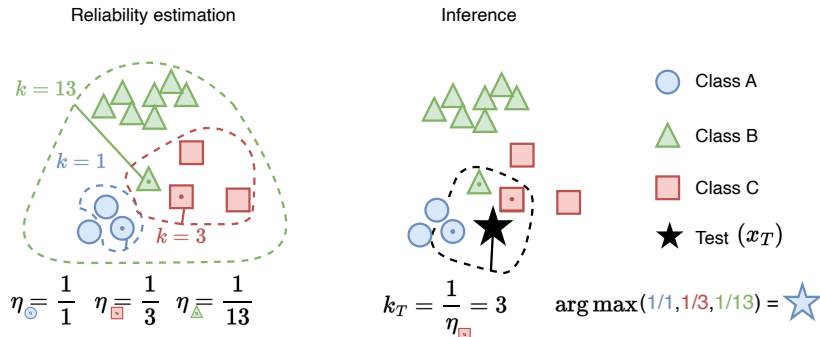 Reliability estimation
k = 13
k = 1
k = 3
η = 1/1 η = 1/3 η = 1/13
Inference
k_T = 1/η = 3
Class A
Class B
Class C
Test (x_T)
arg max(1/1,1/3,1/13) =